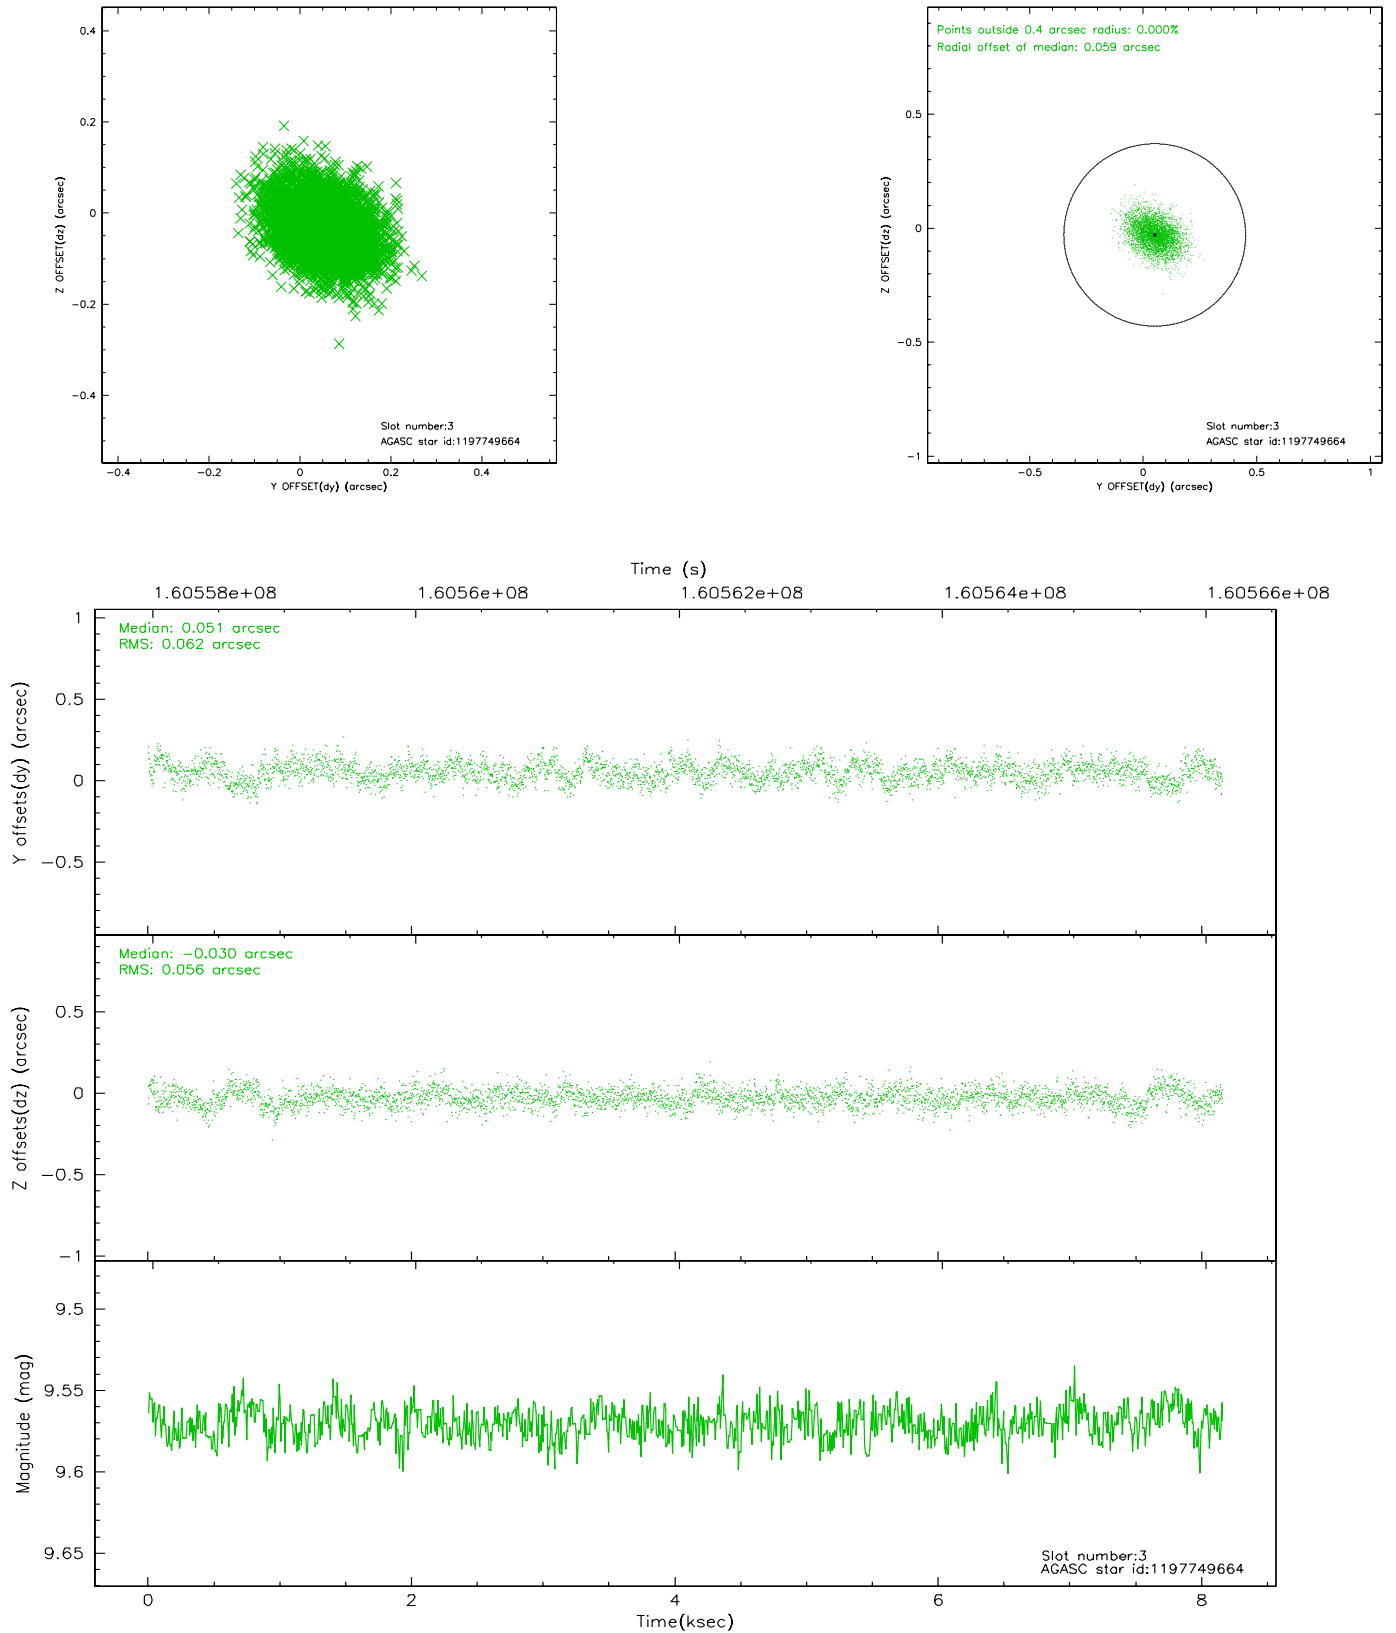 0.4
0.2
0
−0.2
−0.4
−0.4
−0.2
0
0.2
0.4
Z OFFSET(dz) (arcsec)
Y OFFSET(dy) (arcsec)
Slot number:3
AGASC star id:1197749664
Points outside 0.4 arcsec radius: 0.000%
Radial offset of median: 0.059 arcsec
0.5
0
−0.5
−1
−0.5
0
0.5
1
Z OFFSET(dz) (arcsec)
Y OFFSET(dy) (arcsec)
Slot number:3
AGASC star id:1197749664
Time (s)
1.60558e+08
1.6056e+08
1.60562e+08
1.60564e+08
1.60566e+08
Median: 0.051 arcsec
RMS: 0.062 arcsec
1
0.5
0
−0.5
Y offsets(dy) (arcsec)
Median: −0.030 arcsec
RMS: 0.056 arcsec
0.5
0
−0.5
−1
Z offsets(dz) (arcsec)
9.5
9.55
9.6
9.65
Magnitude (mag)
Slot number:3
AGASC star id:1197749664
0
2
4
6
8
Time(ksec)